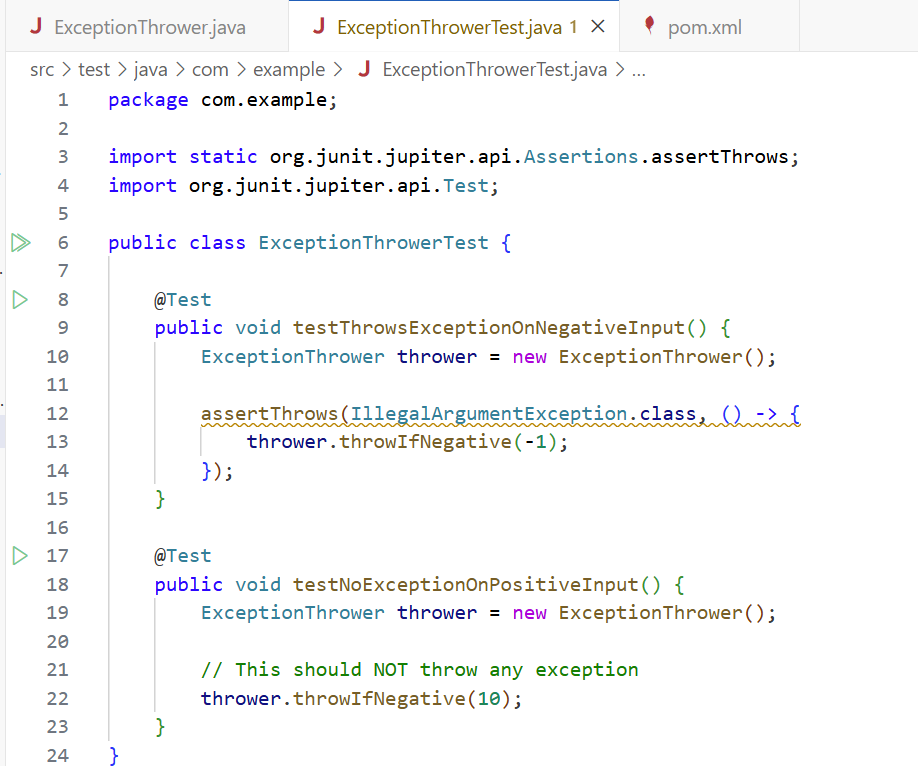 J ExceptionThrower.java J ExceptionThrowerTest.java 1 × pom.xml
src > test > java > com > example > J ExceptionThrowerTest.java > ...
1 package com.example;
2
3 import static org.junit.jupiter.api.Assertions.assertThrows;
4 import org.junit.jupiter.api.Test;
5
6 public class ExceptionThrowerTest {
7
8 @Test
9 public void testThrowsExceptionOnNegativeInput() {
10 ExceptionThrower thrower = new ExceptionThrower();
11
12 assertThrows(IllegalArgumentException.class, () -> {
13 thrower.throwIfNegative(-1);
14 });
15 }
16
17 @Test
18 public void testNoExceptionOnPositiveInput() {
19 ExceptionThrower thrower = new ExceptionThrower();
20
21 // This should NOT throw any exception
22 thrower.throwIfNegative(10);
23 }
24 }